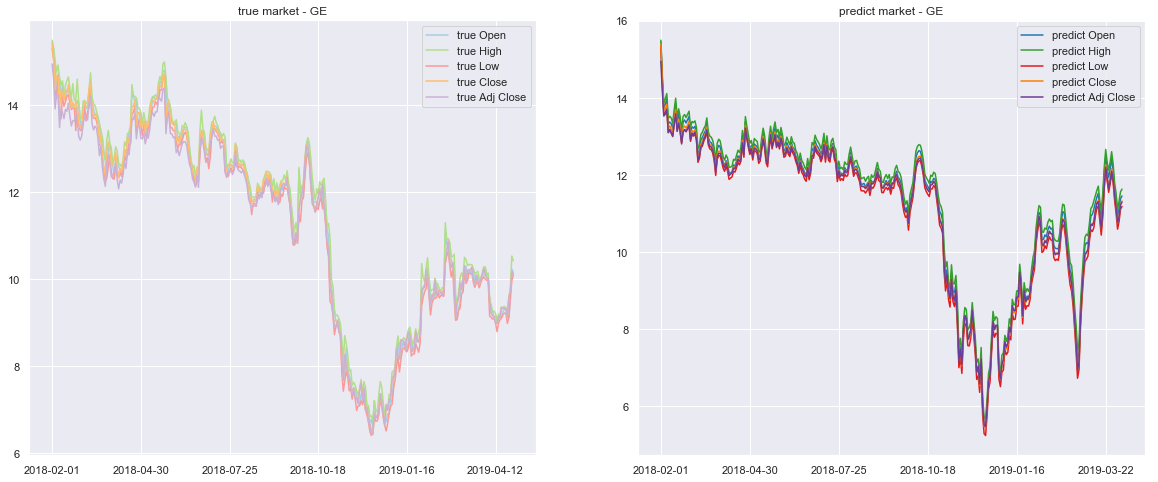 true market - GE
true Open
true High
true Low
true Close
true Adj Close
14
12
10
8
6
2018-02-01 2018-04-30 2018-07-25 2018-10-18 2019-01-16 2019-04-12
predict market - GE
predict Open
predict High
predict Low
predict Close
predict Adj Close
16
14
12
10
8
6
2018-02-01 2018-04-30 2018-07-25 2018-10-18 2019-01-16 2019-03-22